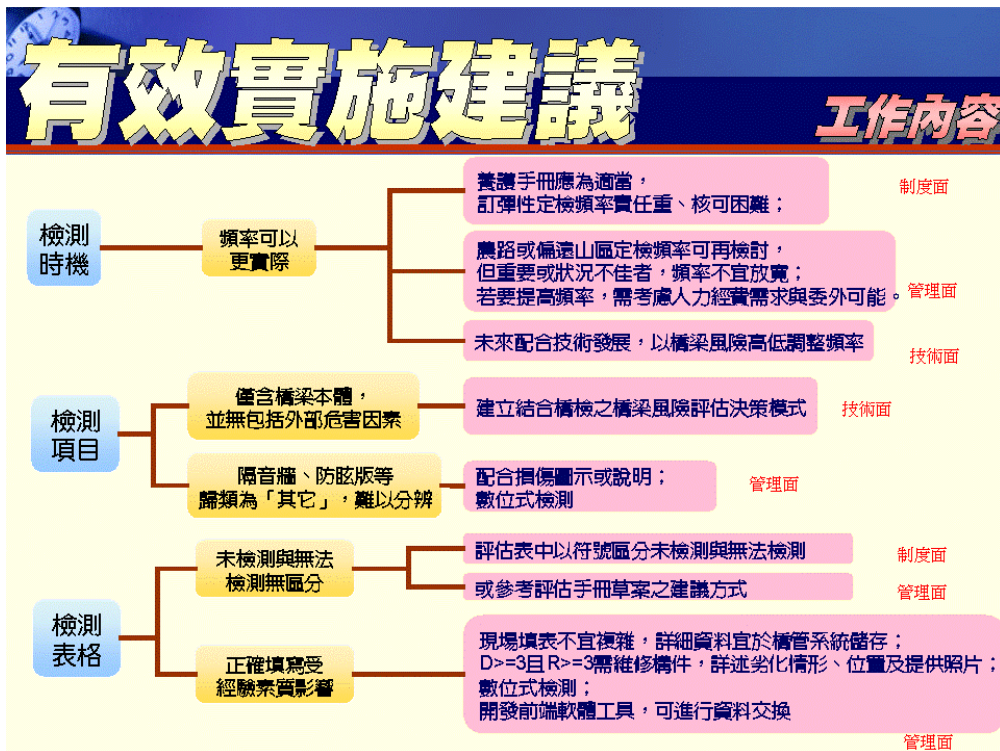 有效實施建議
工作內容
檢測
時機
頻率可以
更實際
養護手冊應為適當，
訂彈性定檢頻率責任重、核可困難；
制度面
農路或偏遠山區定檢頻率可再檢討，
但重要或狀況不佳者，頻率不宜放寬；
若要提高頻率，需考慮人力經費需求與委外可能。
管理面
未來配合技術發展，以橋梁風險高低調整頻率
技術面
檢測
項目
僅含橋梁本體，
並無包括外部危害因素
建立結合橋檢之橋梁風險評估決策模式
技術面
隔音牆、防眩版等
歸類為「其它」，難以分辨
配合損傷圖示或說明；
數位式檢測
管理面
檢測
表格
未檢測與無法
檢測無區分
評估表中以符號區分未檢測與無法檢測
制度面
或參考評估手冊草案之建議方式
管理面
正確填寫受
經驗素質影響
現場填表不宜複雜，詳細資料宜於橋管系統儲存；
D>=3且R>=3需維修構件，詳述劣化情形、位置及提供照片；
數位式檢測；
開發前端軟體工具，可進行資料交換
管理面